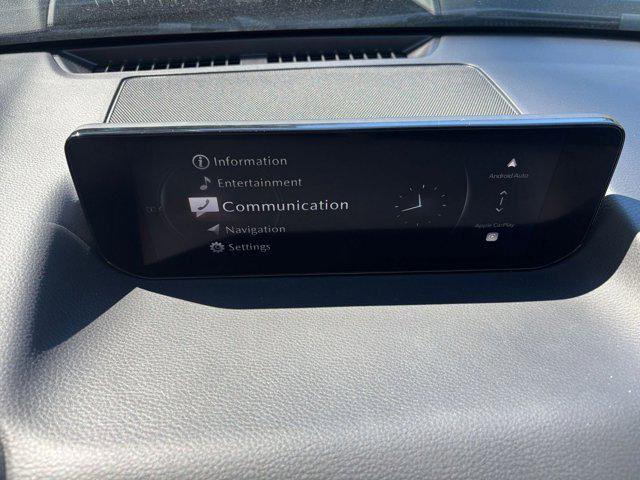 Information
Entertainment
Communication
Navigation
Settings
Android Auto
Apple CarPlay